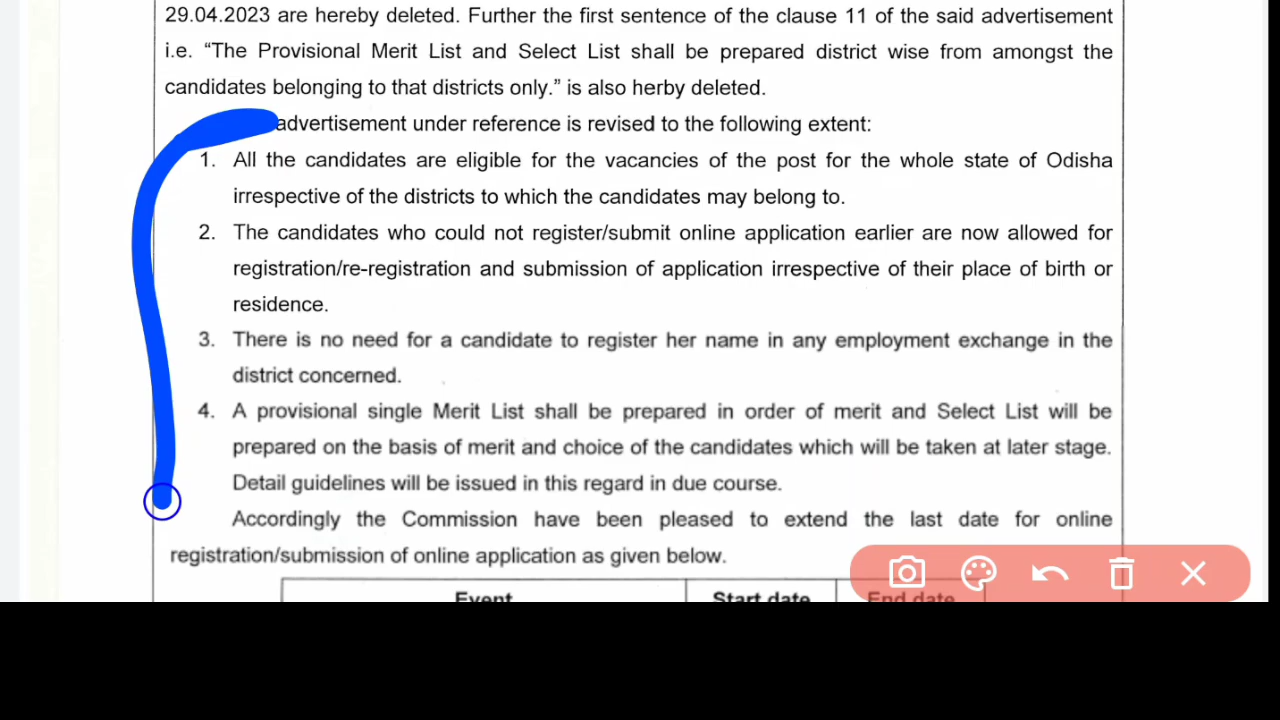 29.04.2023 are hereby deleted. Further the first sentence of the clause 11 of the said advertisement
i.e. “The Provisional Merit List and Select List shall be prepared district wise from amongst the
candidates belonging to that districts only.” is also herby deleted.
advertisement under reference is revised to the following extent:
1. All the candidates are eligible for the vacancies of the post for the whole state of Odisha
irrespective of the districts to which the candidates may belong to.
2. The candidates who could not register/submit online application earlier are now allowed for
registration/re-registration and submission of application irrespective of their place of birth or
residence.
3. There is no need for a candidate to register her name in any employment exchange in the
district concerned.
4. A provisional single Merit List shall be prepared in order of merit and Select List will be
prepared on the basis of merit and choice of the candidates which will be taken at later stage.
Detail guidelines will be issued in this regard in due course.
Accordingly the Commission have been pleased to extend the last date for online
registration/submission of online application as given below.
Event Start date End date